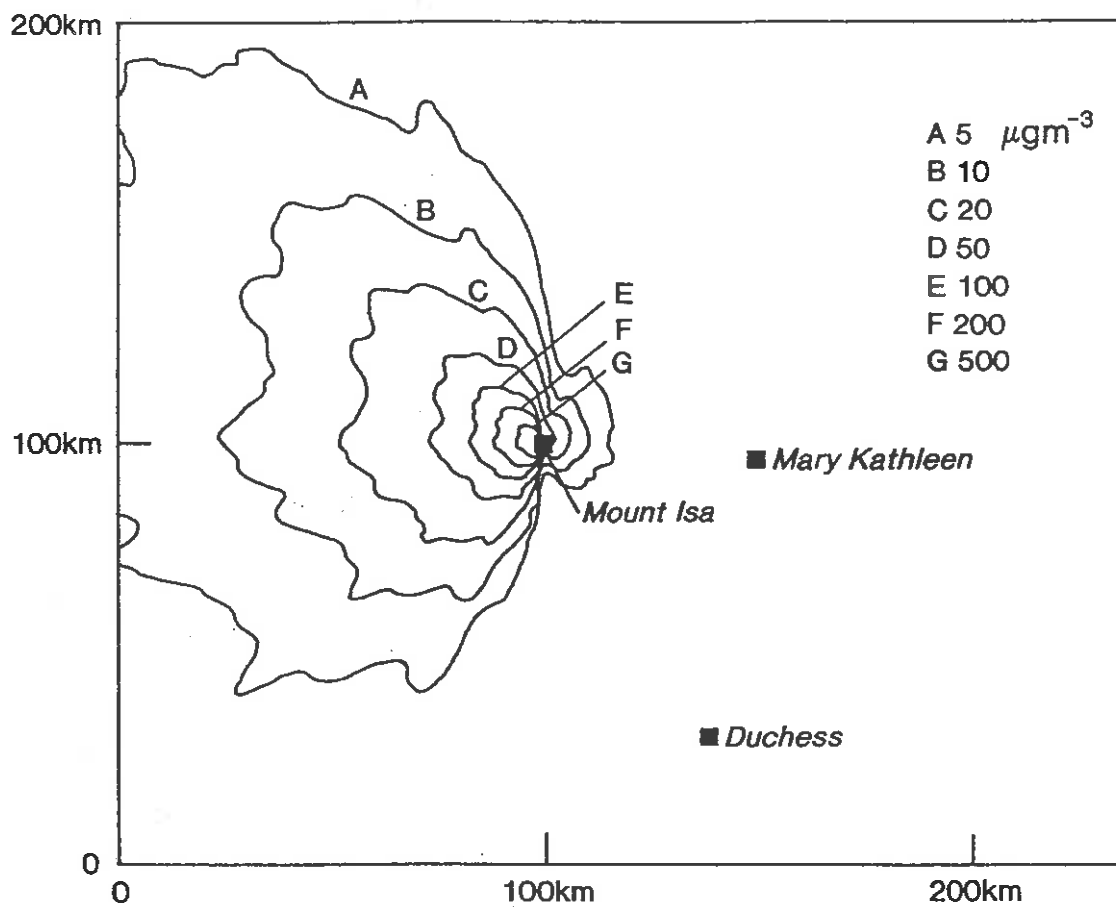 200km
A
A 5 μgm⁻³
B 10
B
C 20
D 50
C
E
E 100
F
F 200
D
G
G 500
100km
Mary Kathleen
Mount Isa
Duchess
0
0
100km
200km